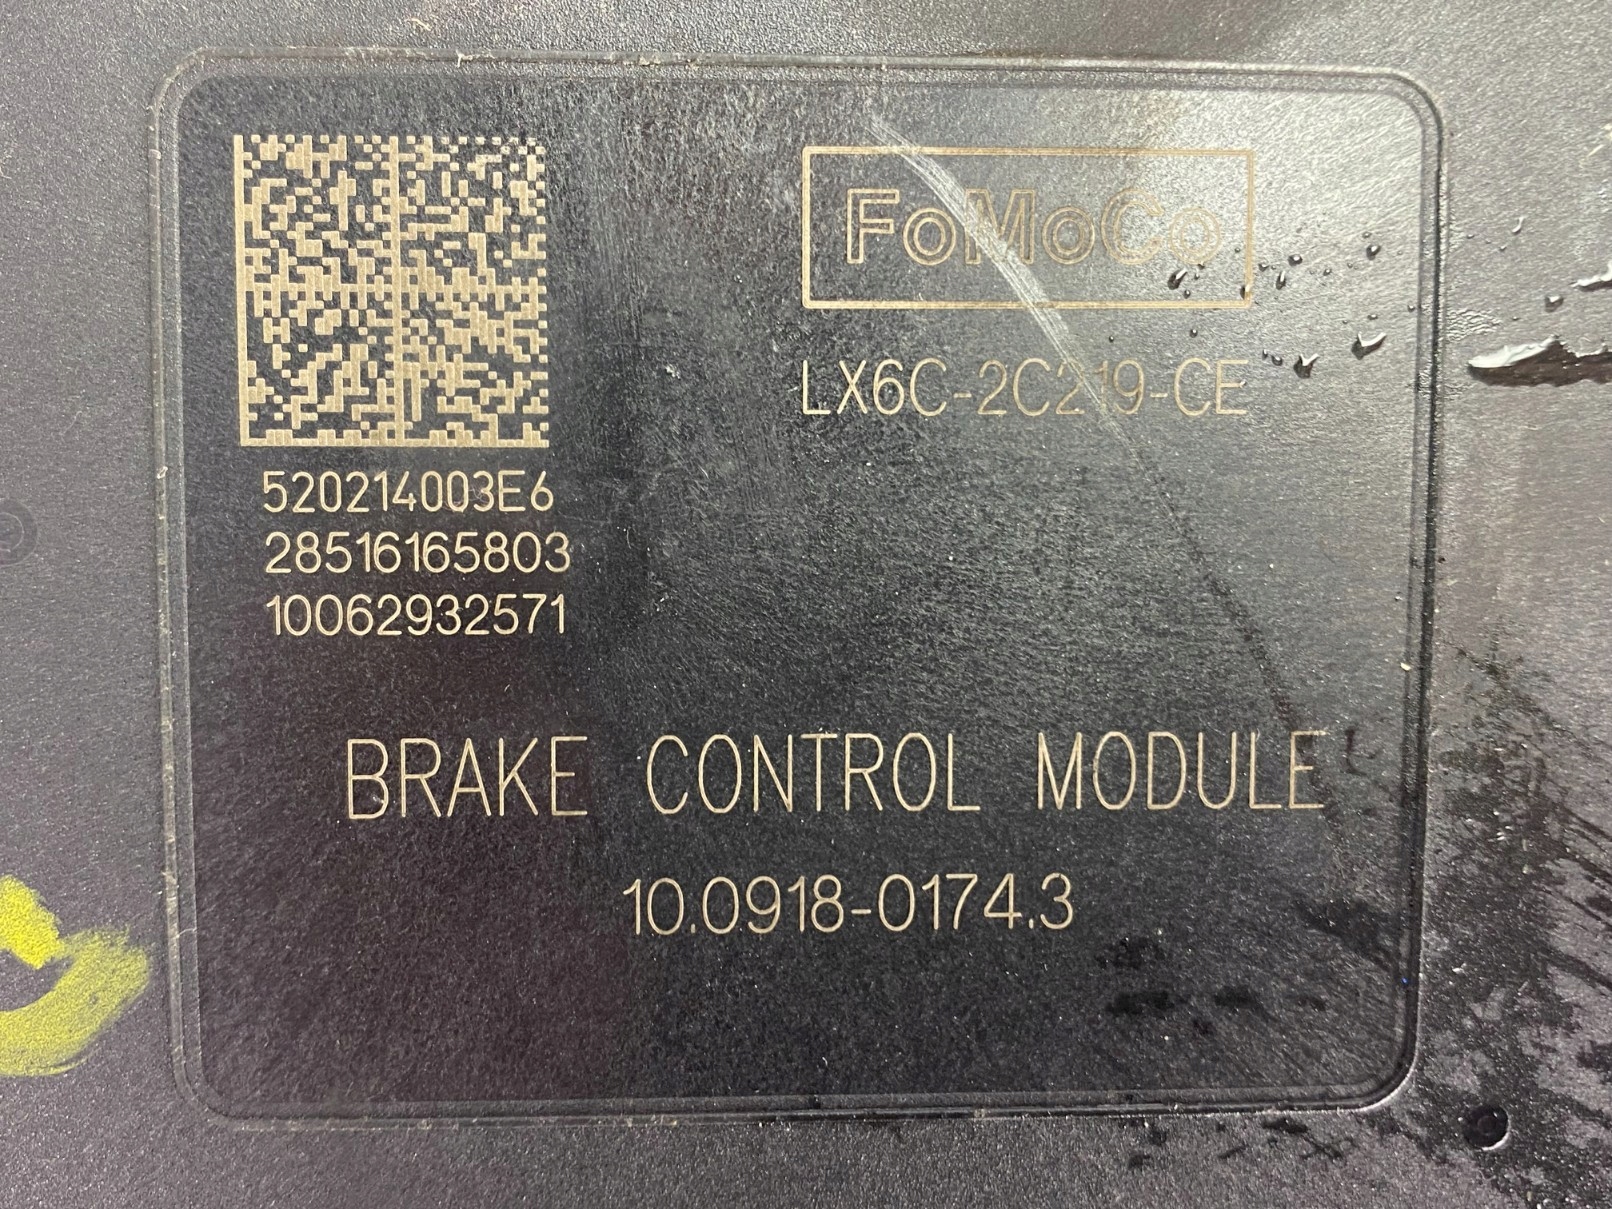 FoMoCo
LX6C-2C219-CE
520214003E6
28516165803
10062932571
BRAKE CONTROL MODULE
10.0918-0174.3